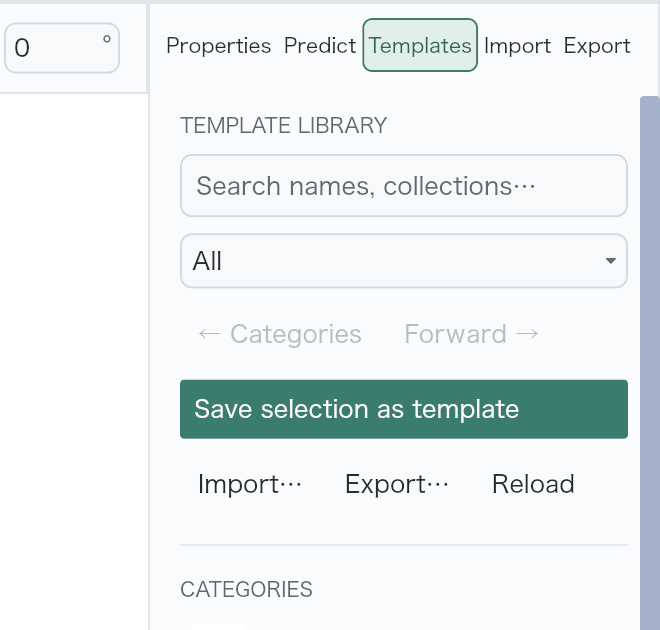 0 °
Properties Predict Templates Import Export
TEMPLATE LIBRARY
Search names, collections⋯
All
← Categories Forward →
Save selection as template
Import⋯ Export⋯ Reload
CATEGORIES